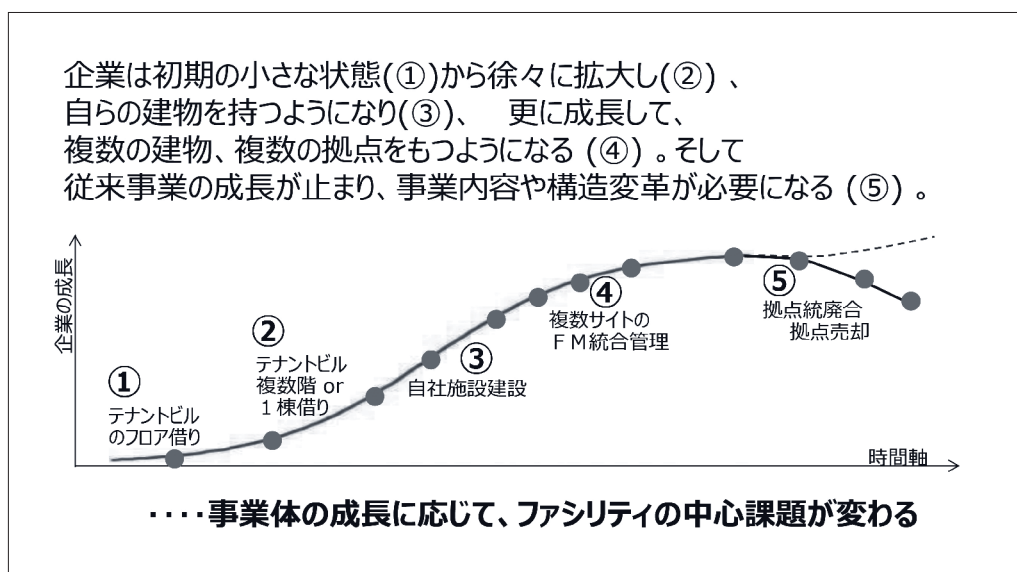 企業は初期の小さな状態(①)から徐々に拡大し(②) 、
自らの建物を持つようになり(③)、 更に成長して、
複数の建物、複数の拠点をもつようになる (④) 。そして
従来事業の成長が止まり、事業内容や構造変革が必要になる (⑤) 。
企業の成長
①
テナントビル
のフロア借り
②
テナントビル
複数階 or
１棟借り
③
自社施設建設
④
複数サイトの
ＦＭ統合管理
⑤
拠点統廃合
拠点売却
時間軸
・・・・事業体の成長に応じて、ファシリティの中心課題が変わる